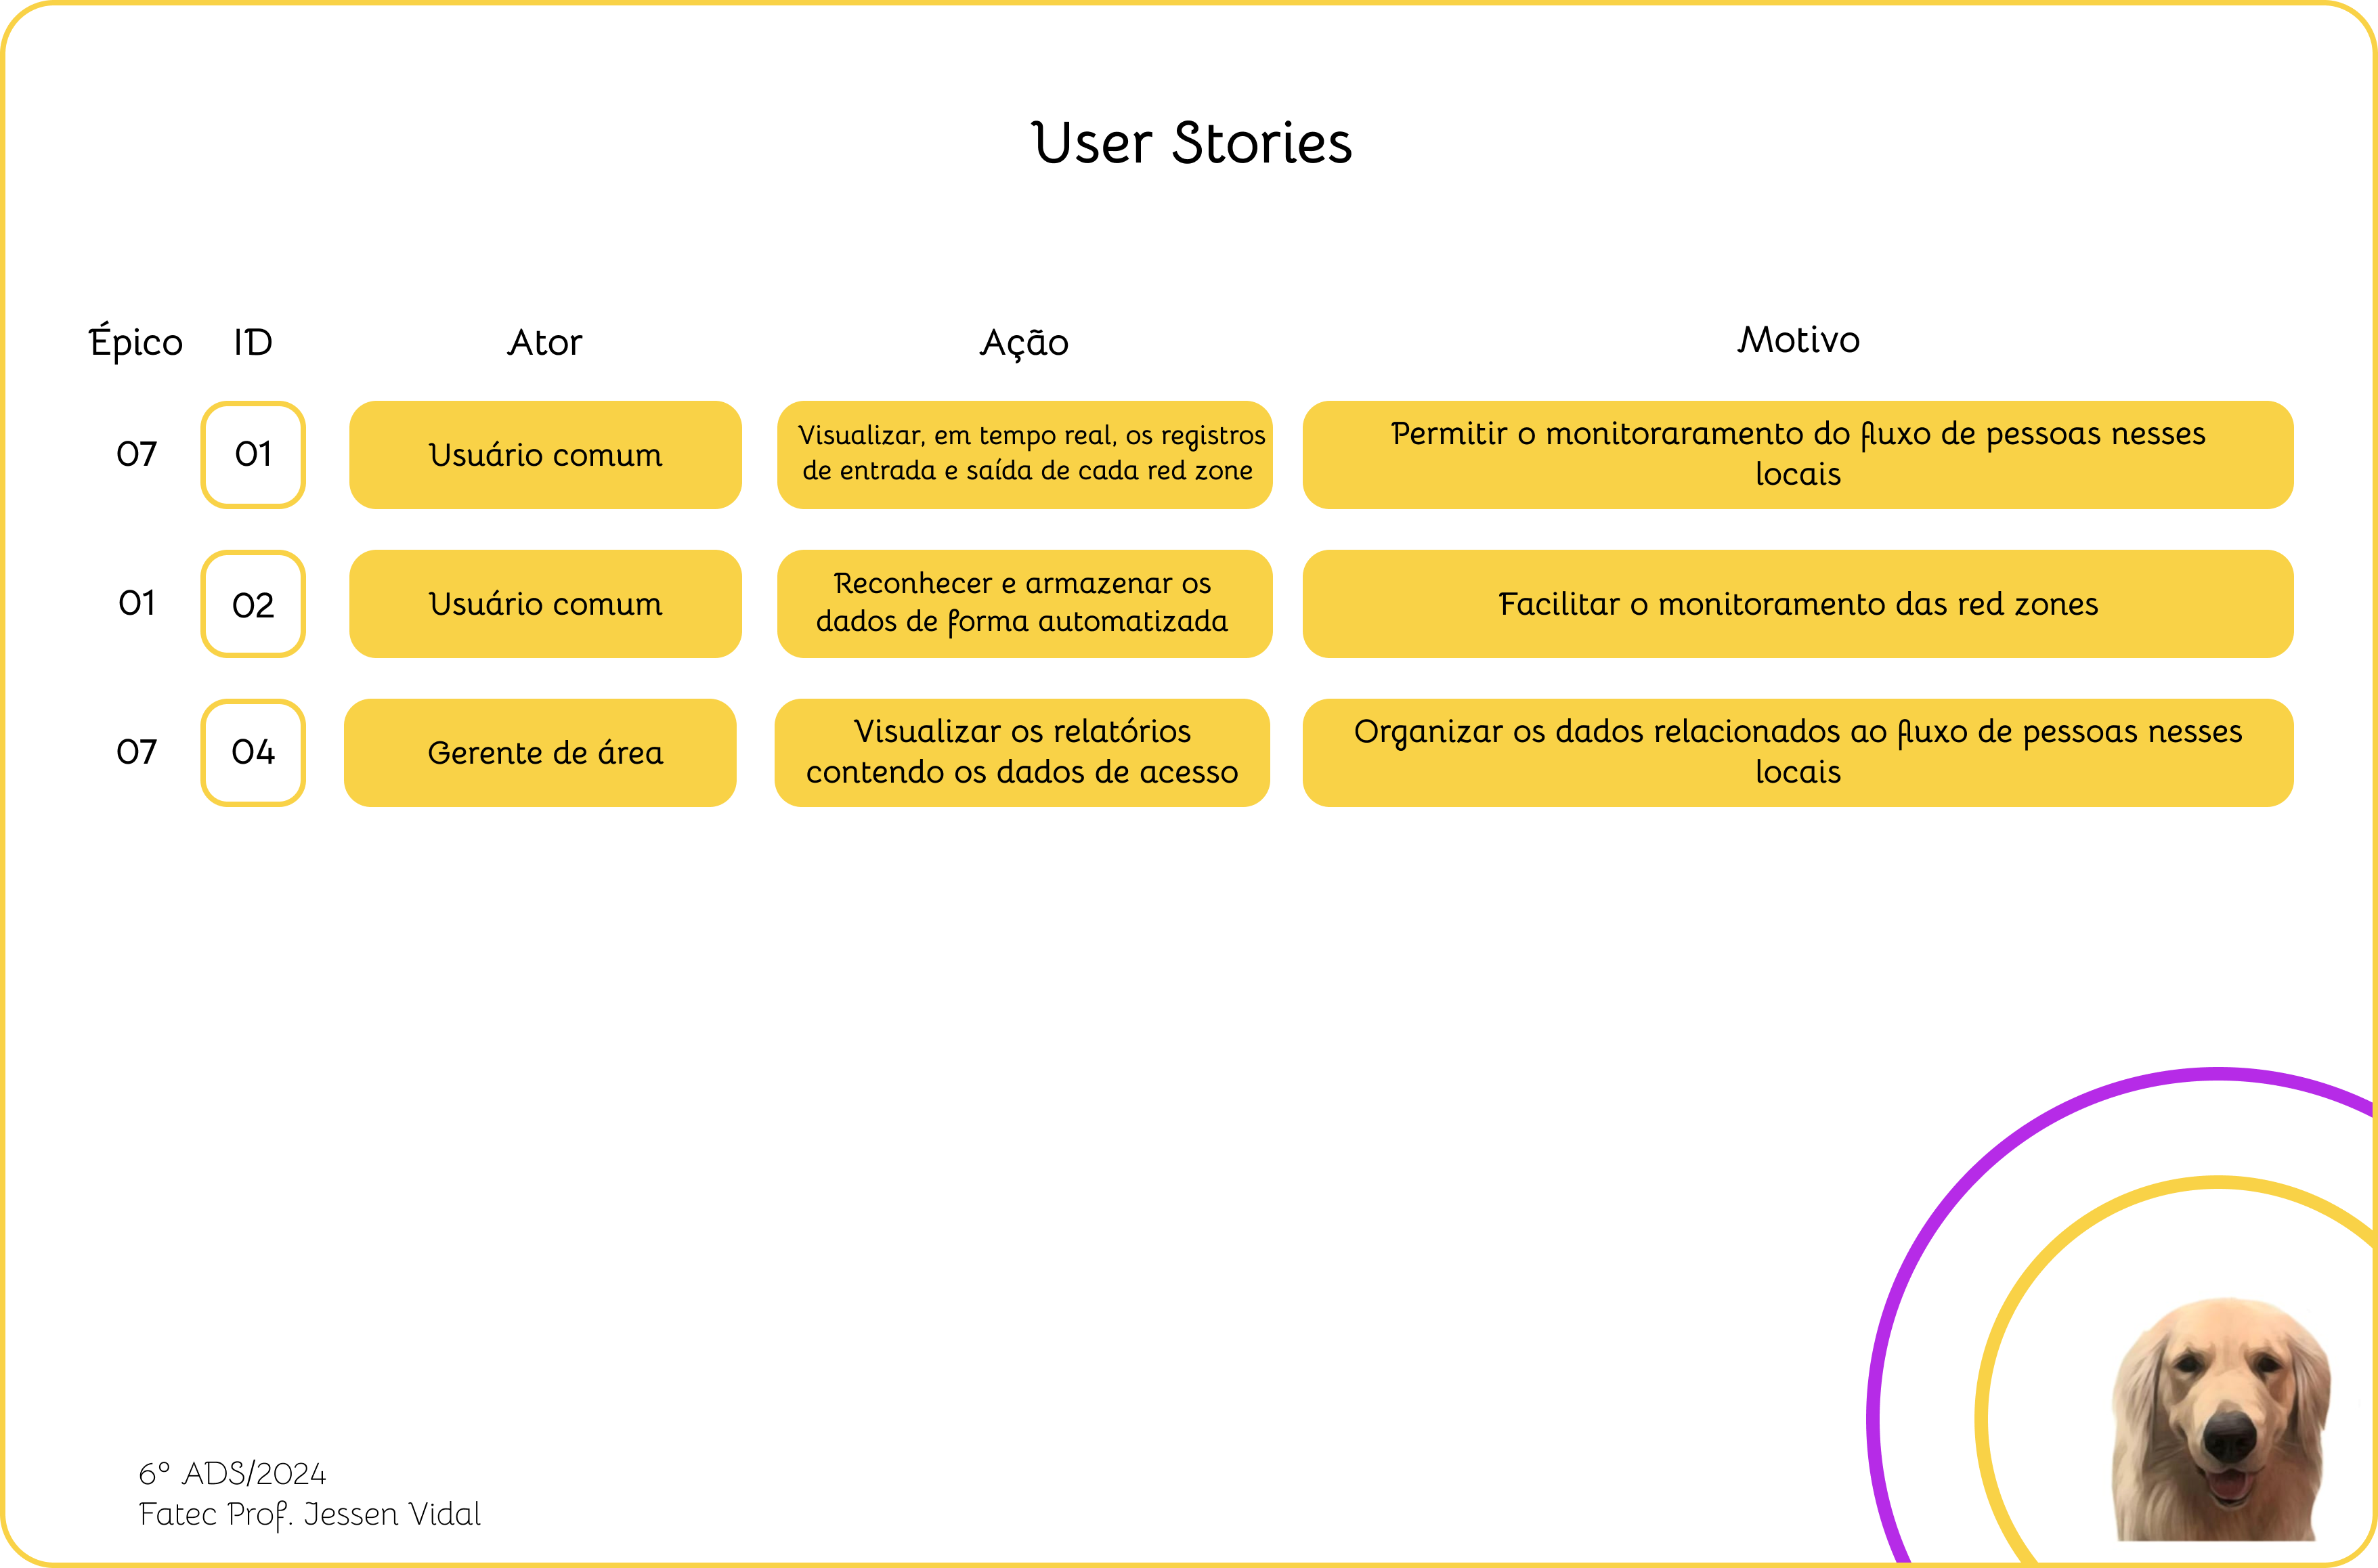 User Stories
Épico ID Ator Ação Motivo
07 01 Usuário comum
Visualizar, em tempo real, os registros
de entrada e saída de cada red zone
Permitir o monitoraramento do fluxo de pessoas nesses
locais
01 02 Usuário comum
Reconhecer e armazenar os
dados de forma automatizada
Facilitar o monitoramento das red zones
07 04 Gerente de área
Visualizar os relatórios
contendo os dados de acesso
Organizar os dados relacionados ao fluxo de pessoas nesses
locais
6º ADS/2024
Fatec Prof. Jessen Vidal